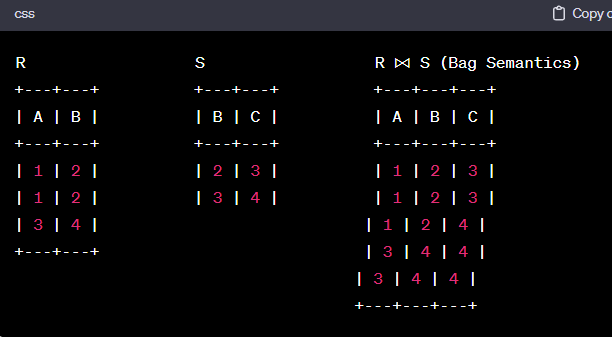 css Copy c
R S R ⋈ S (Bag Semantics)
+---+---+ +---+---+ +---+---+---+
| A | B | | B | C | | A | B | C |
+---+---+ +---+---+ +---+---+---+
| 1 | 2 | | 2 | 3 | | 1 | 2 | 3 |
| 1 | 2 | | 3 | 4 | | 1 | 2 | 3 |
| 3 | 4 | | 1 | 2 | 4 |
+---+---+ | 3 | 4 | 4 |
| 3 | 4 | 4 |
+---+---+---+